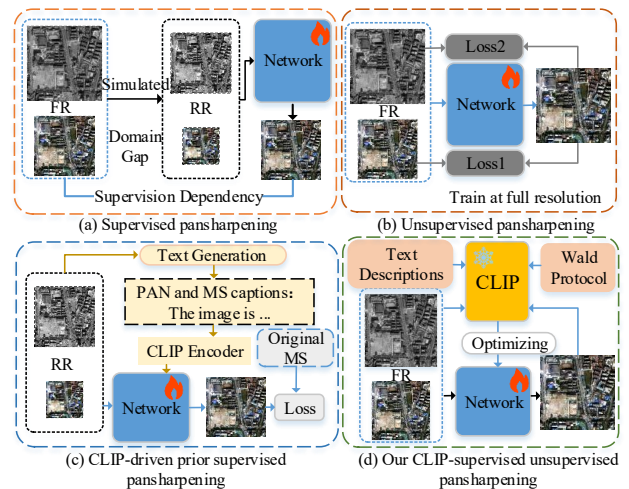 FR
Simulated
RR
Network
Domain
Gap
Supervision Dependency
(a) Supervised pansharpening
Loss2
FR
Network
Loss1
Train at full resolution
(b) Unsupervised pansharpening
Text Generation
PAN and MS captions:
The image is ...
CLIP Encoder
Original
MS
RR
Network
Loss
(c) CLIP-driven prior supervised
pansharpening
Text
Descriptions
CLIP
Wald
Protocol
Optimizing
FR
Network
(d) Our CLIP-supervised unsupervised
pansharpening